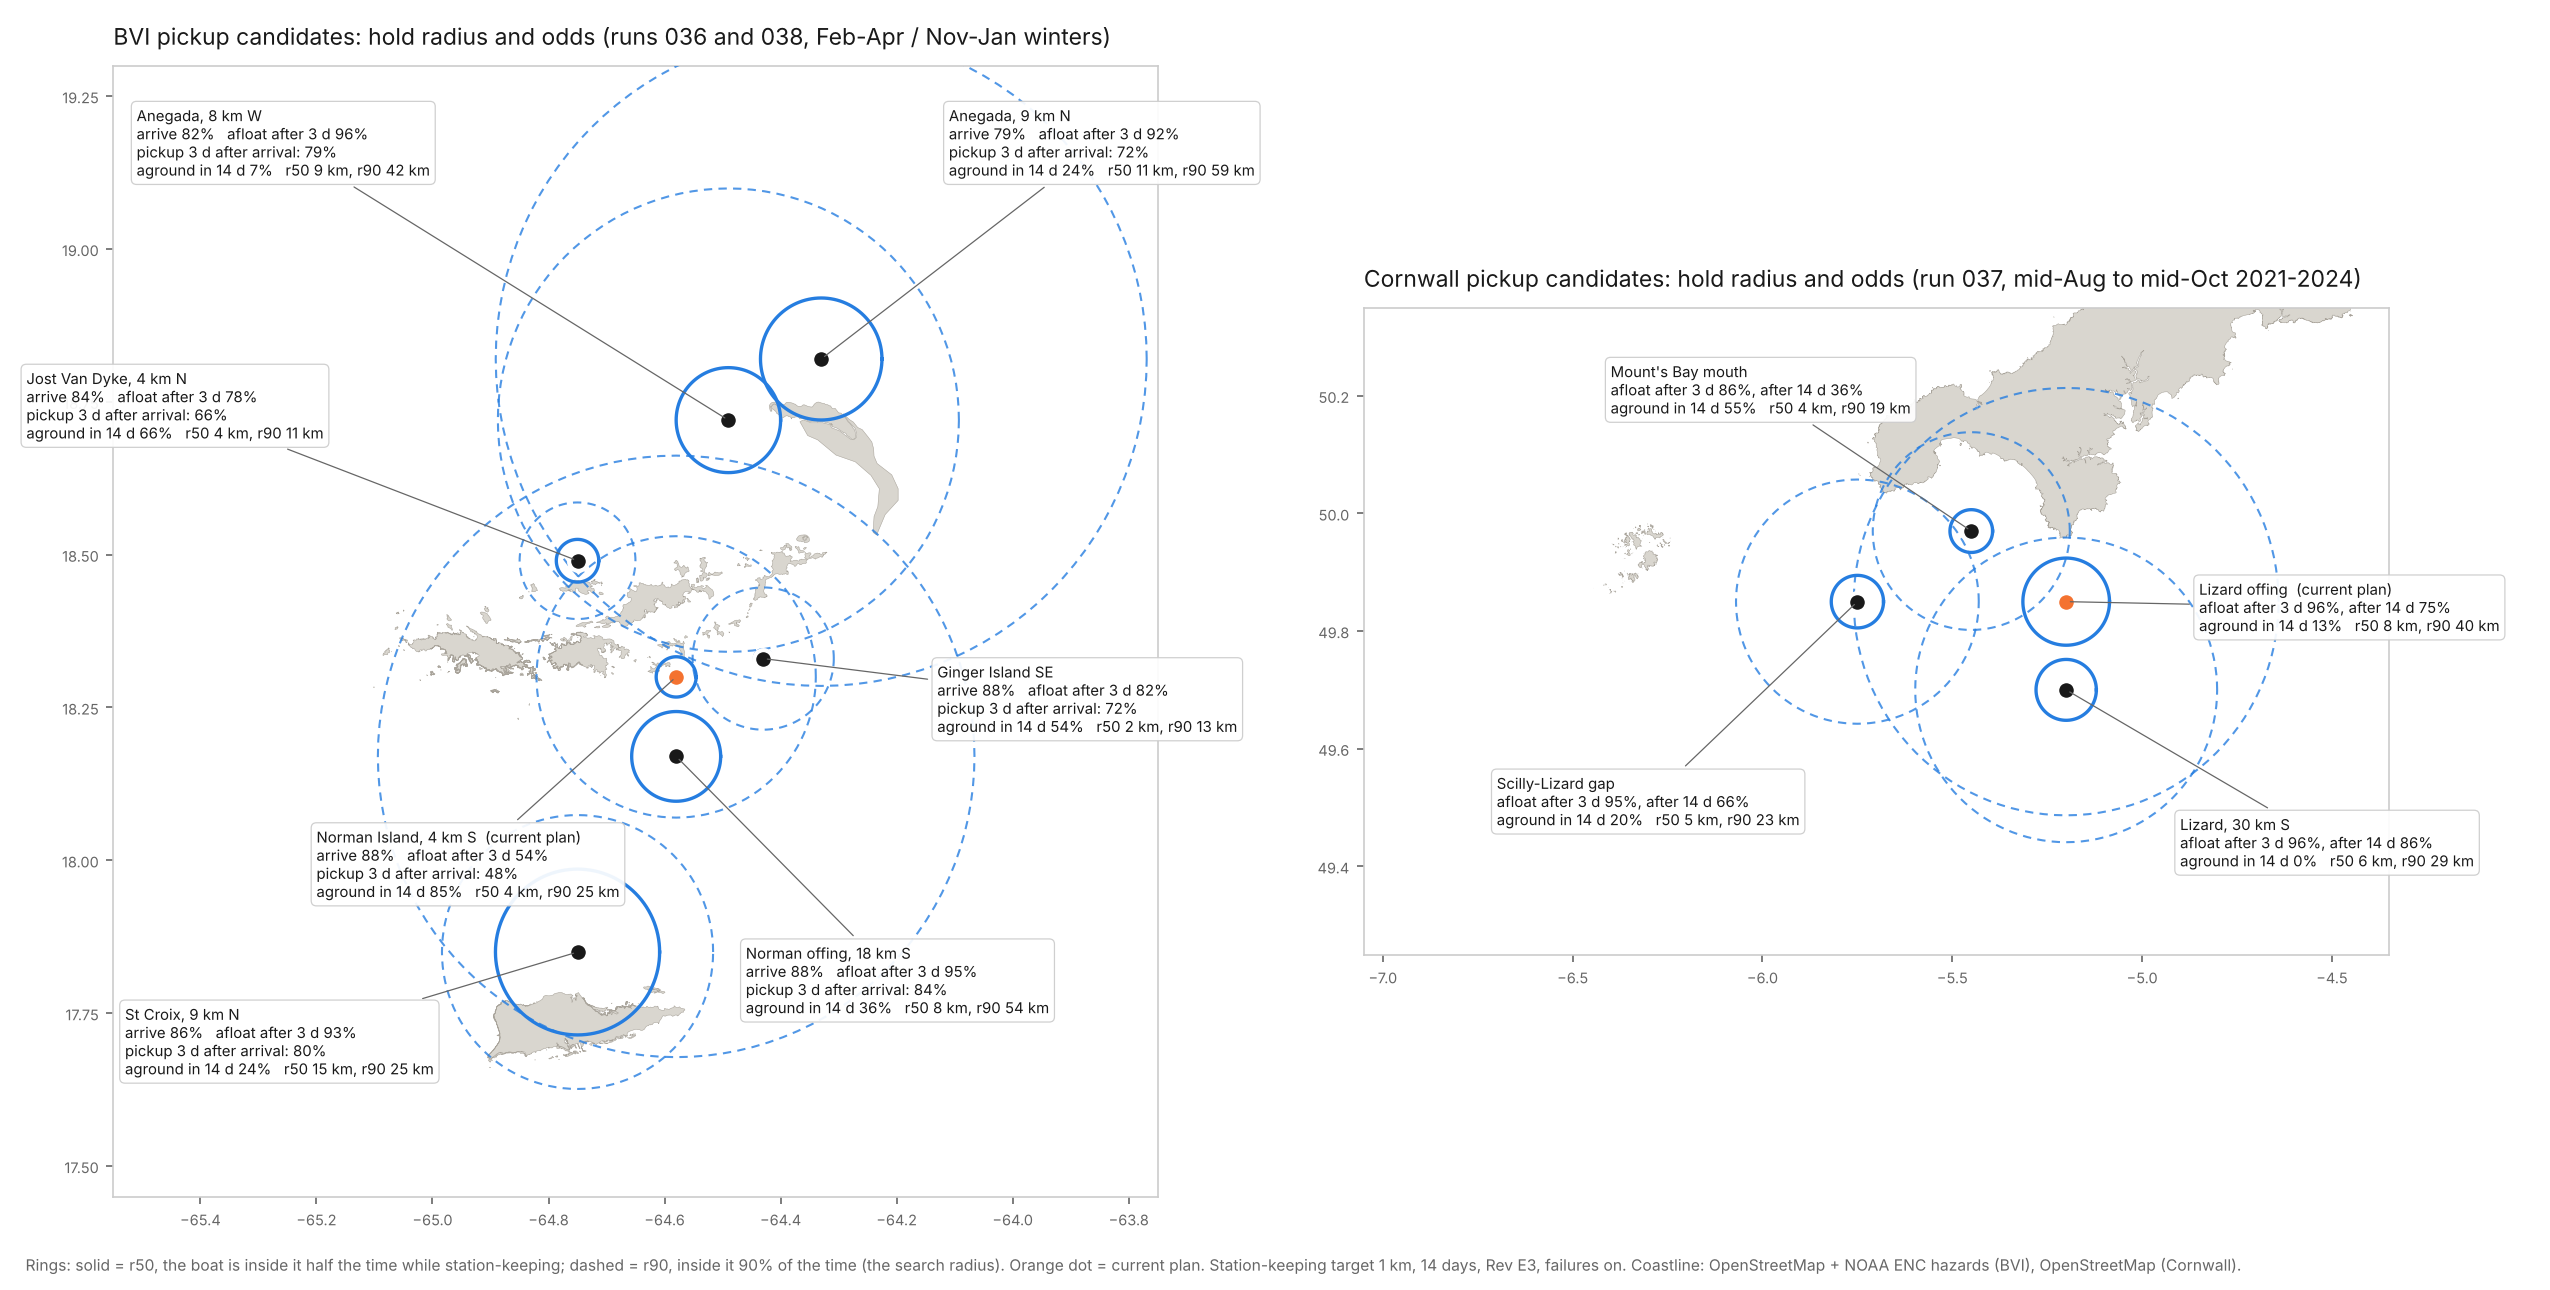 BVI pickup candidates: hold radius and odds (runs 036 and 038, Feb-Apr / Nov-Jan winters)
19.25
19.00
18.50
18.25
18.00
17.75
17.50
−65.4
−65.2
−65.0
−64.8
−64.6
−64.4
−64.2
−64.0
−63.8
Anegada, 8 km W
arrive 82%   afloat after 3 d 96%
pickup 3 d after arrival: 79%
aground in 14 d 7%   r50 9 km, r90 42 km
Anegada, 9 km N
arrive 79%   afloat after 3 d 92%
pickup 3 d after arrival: 72%
aground in 14 d 24%   r50 11 km, r90 59 km
Jost Van Dyke, 4 km N
arrive 84%   afloat after 3 d 78%
pickup 3 d after arrival: 66%
aground in 14 d 66%   r50 4 km, r90 11 km
Ginger Island SE
arrive 88%   afloat after 3 d 82%
pickup 3 d after arrival: 72%
aground in 14 d 54%   r50 2 km, r90 13 km
Norman Island, 4 km S  (current plan)
arrive 88%   afloat after 3 d 54%
pickup 3 d after arrival: 48%
aground in 14 d 85%   r50 4 km, r90 25 km
Norman offing, 18 km S
arrive 88%   afloat after 3 d 95%
pickup 3 d after arrival: 84%
aground in 14 d 36%   r50 8 km, r90 54 km
St Croix, 9 km N
arrive 86%   afloat after 3 d 93%
pickup 3 d after arrival: 80%
aground in 14 d 24%   r50 15 km, r90 25 km
Cornwall pickup candidates: hold radius and odds (run 037, mid-Aug to mid-Oct 2021-2024)
50.2
50.0
49.8
49.6
49.4
−7.0
−6.5
−6.0
−5.5
−5.0
−4.5
Mount's Bay mouth
afloat after 3 d 86%, after 14 d 36%
aground in 14 d 55%   r50 4 km, r90 19 km
Lizard offing  (current plan)
afloat after 3 d 96%, after 14 d 75%
aground in 14 d 13%   r50 8 km, r90 40 km
Scilly-Lizard gap
afloat after 3 d 95%, after 14 d 66%
aground in 14 d 20%   r50 5 km, r90 23 km
Lizard, 30 km S
afloat after 3 d 96%, after 14 d 86%
aground in 14 d 0%   r50 6 km, r90 29 km
Rings: solid = r50, the boat is inside it half the time while station-keeping; dashed = r90, inside it 90% of the time (the search radius). Orange dot = current plan. Station-keeping target 1 km, 14 days, Rev E3, failures on. Coastline: OpenStreetMap + NOAA ENC hazards (BVI), OpenStreetMap (Cornwall).